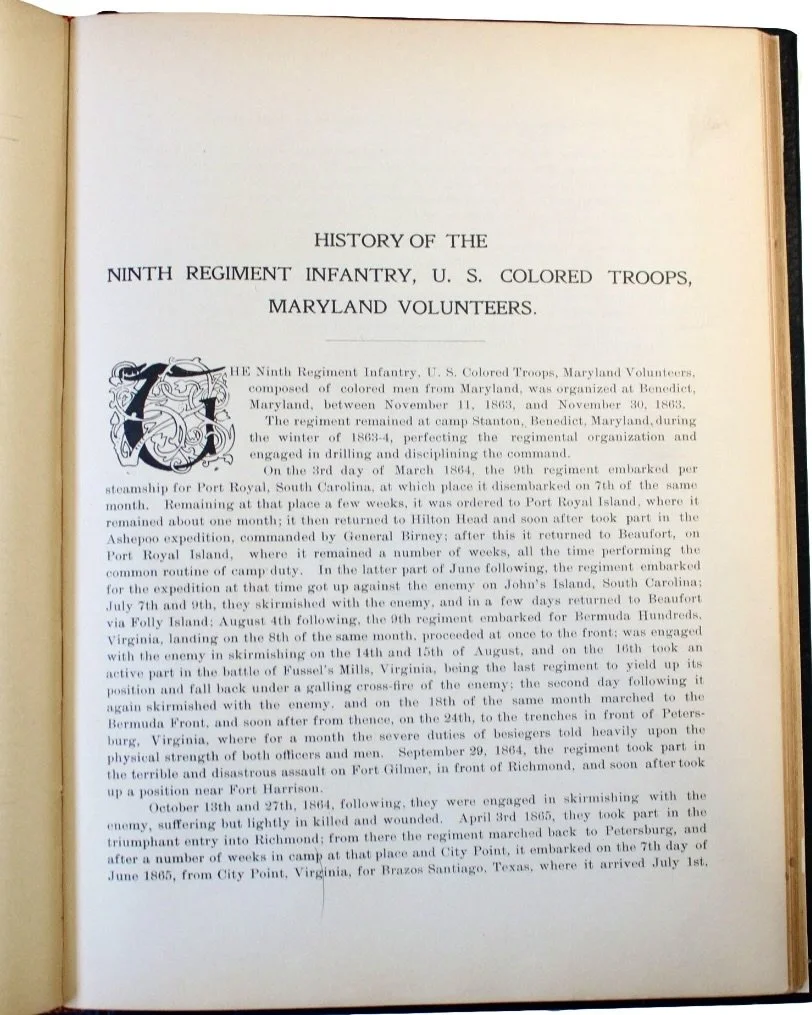 HISTORY OF THE
NINTH REGIMENT INFANTRY, U. S. COLORED TROOPS,
MARYLAND VOLUNTEERS.
THE Ninth Regiment Infantry, U. S. Colored Troops, Maryland Volunteers,
composed of colored men from Maryland, was organized at Benedict,
Maryland, between November 11, 1863, and November 30, 1863.
The regiment remained at camp Stanton, Benedict, Maryland, during
the winter of 1863-4, perfecting the regimental organization and
engaged in drilling and disciplining the command.
On the 3rd day of March 1864, the 9th regiment embarked per
steamship for Port Royal, South Carolina, at which place it disembarked on 7th of the same
month. Remaining at that place a few weeks, it was ordered to Port Royal Island, where it
remained about one month; it then returned to Hilton Head and soon after took part in the
Ashepoo expedition, commanded by General Birney; after this it returned to Beaufort, on
Port Royal Island, where it remained a number of weeks, all the time performing the
common routine of camp duty. In the latter part of June following, the regiment embarked
for the expedition at that time got up against the enemy on John's Island, South Carolina;
July 7th and 9th, they skirmished with the enemy, and in a few days returned to Beaufort
via Folly Island; August 4th following, the 9th regiment embarked for Bermuda Hundreds,
Virginia, landing on the 8th of the same month, proceeded at once to the front; was engaged
with the enemy in skirmishing on the 14th and 15th of August, and on the 16th took an
active part in the battle of Fussel's Mills, Virginia, being the last regiment to yield up its
position and fall back under a galling cross-fire of the enemy; the second day following it
again skirmished with the enemy, and on the 18th of the same month marched to the
Bermuda Front, and soon after from thence, on the 24th, to the trenches in front of Peters-
burg, Virginia, where for a month the severe duties of besiegers told heavily upon the
physical strength of both officers and men. September 29, 1864, the regiment took part in
the terrible and disastrous assault on Fort Gilmer, in front of Richmond, and soon after took
up a position near Fort Harrison.
October 13th and 27th, 1864, following, they were engaged in skirmishing with the
enemy, suffering but lightly in killed and wounded. April 3rd 1865, they took part in the
triumphant entry into Richmond; from there the regiment marched back to Petersburg, and
after a number of weeks in camp at that place and City Point, it embarked on the 7th day of
June 1865, from City Point, Virginia, for Brazos Santiago, Texas, where it arrived July 1st,